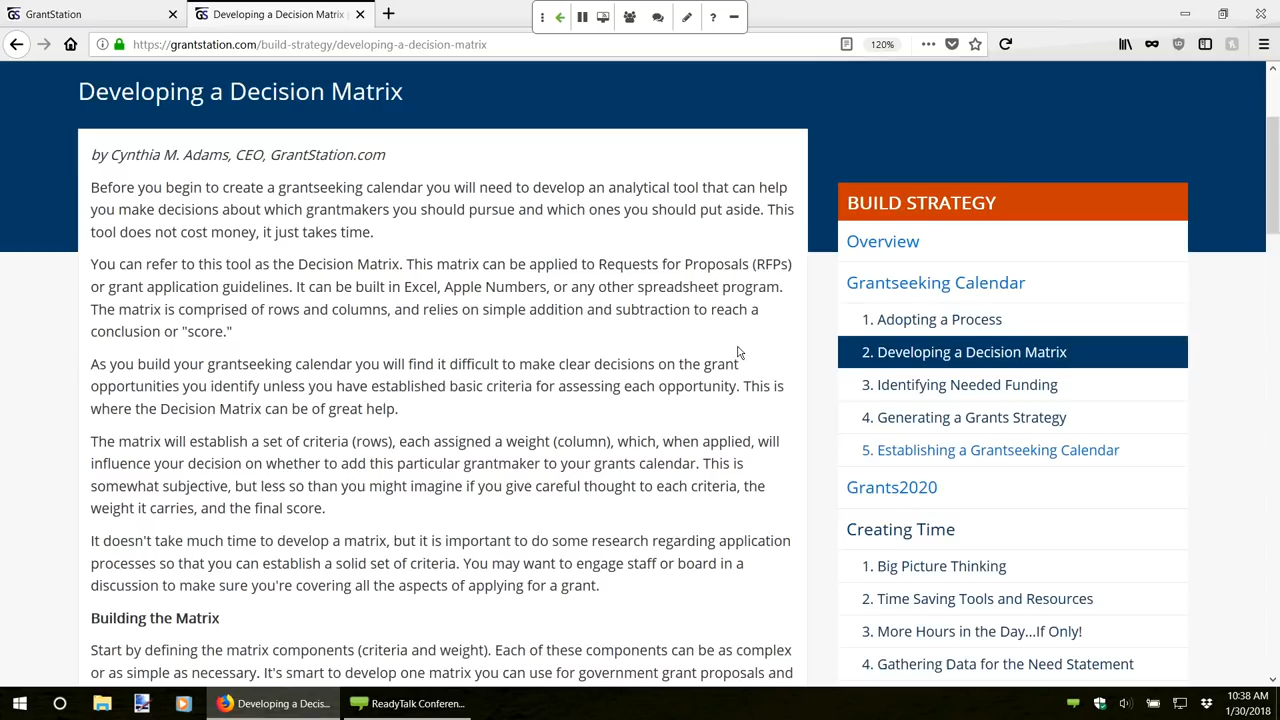 GrantStation
Developing a Decision Matrix
https://grantstation.com/build-strategy/developing-a-decision-matrix
120%
Developing a Decision Matrix
by Cynthia M. Adams, CEO, GrantStation.com
Before you begin to create a grantseeking calendar you will need to develop an analytical tool that can help
you make decisions about which grantmakers you should pursue and which ones you should put aside. This
tool does not cost money, it just takes time.
You can refer to this tool as the Decision Matrix. This matrix can be applied to Requests for Proposals (RFPs)
or grant application guidelines. It can be built in Excel, Apple Numbers, or any other spreadsheet program.
The matrix is comprised of rows and columns, and relies on simple addition and subtraction to reach a
conclusion or "score."
As you build your grantseeking calendar you will find it difficult to make clear decisions on the grant
opportunities you identify unless you have established basic criteria for assessing each opportunity. This is
where the Decision Matrix can be of great help.
The matrix will establish a set of criteria (rows), each assigned a weight (column), which, when applied, will
influence your decision on whether to add this particular grantmaker to your grants calendar. This is
somewhat subjective, but less so than you might imagine if you give careful thought to each criteria, the
weight it carries, and the final score.
It doesn't take much time to develop a matrix, but it is important to do some research regarding application
processes so that you can establish a solid set of criteria. You may want to engage staff or board in a
discussion to make sure you're covering all the aspects of applying for a grant.
Building the Matrix
Start by defining the matrix components (criteria and weight). Each of these components can be as complex
or as simple as necessary. It's smart to develop one matrix you can use for government grant proposals and
BUILD STRATEGY
Overview
Grantseeking Calendar
1. Adopting a Process
2. Developing a Decision Matrix
3. Identifying Needed Funding
4. Generating a Grants Strategy
5. Establishing a Grantseeking Calendar
Grants2020
Creating Time
1. Big Picture Thinking
2. Time Saving Tools and Resources
3. More Hours in the Day...If Only!
4. Gathering Data for the Need Statement
Developing a Decis...
ReadyTalk Conferen...
10:38 AM
1/30/2018